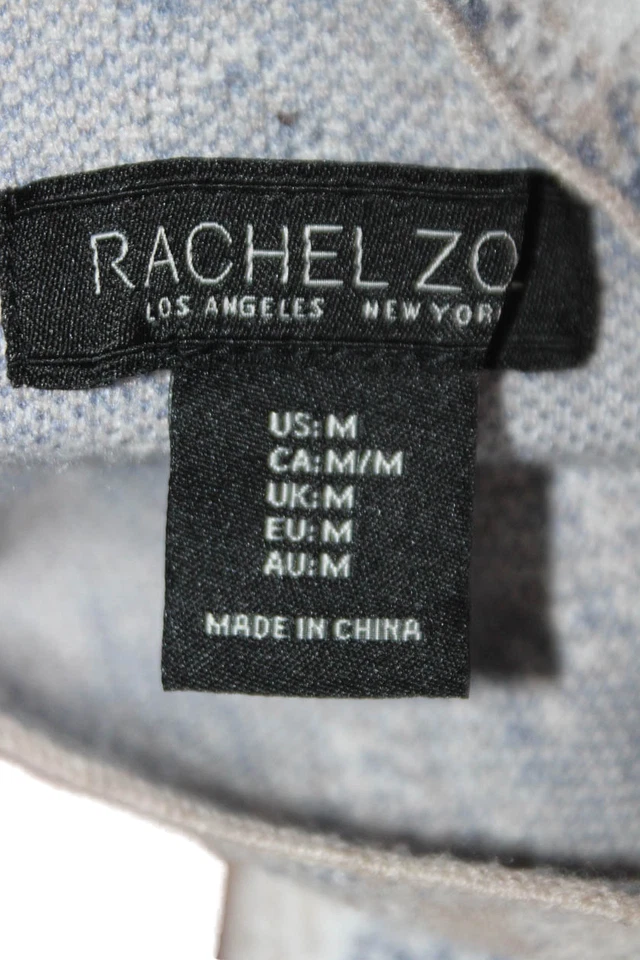 RACHEL ZO
LOS ANGELES NEW YOR
US: M
CA: M/M
UK: M
EU: M
AU: M
MADE IN CHINA